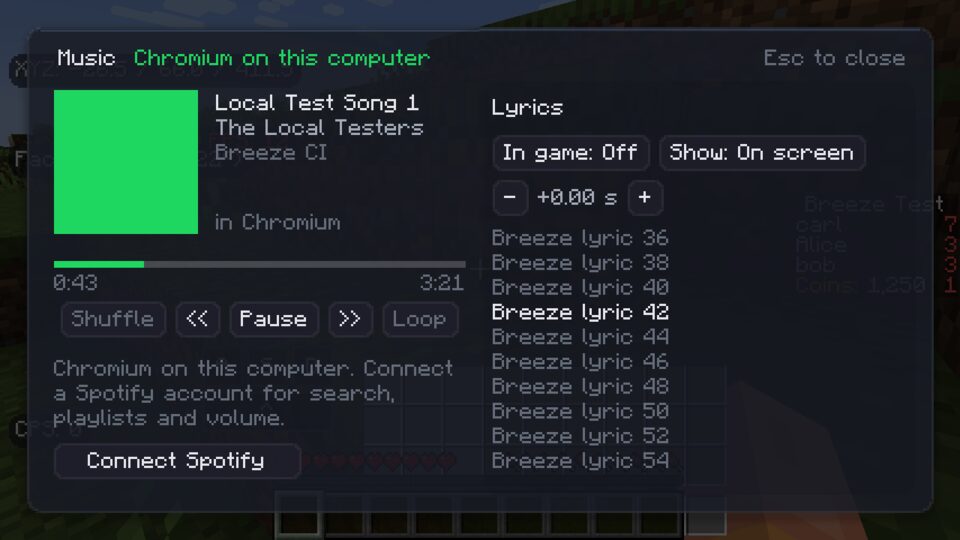 Music Chromium on this computer
Esc to close
Local Test Song 1
The Local Testers
Breeze CI
in Chromium
0:43
3:21
Shuffle
<<
Pause
>>
Loop
Chromium on this computer. Connect
a Spotify account for search,
playlists and volume.
Connect Spotify
Lyrics
In game: Off
Show: On screen
- +0.00 s +
Breeze lyric 36
Breeze lyric 38
Breeze lyric 40
Breeze lyric 42
Breeze lyric 44
Breeze lyric 46
Breeze lyric 48
Breeze lyric 50
Breeze lyric 52
Breeze lyric 54
Breeze Test
carl 7
Alice 3
bob 3
Coins: 1,250 1